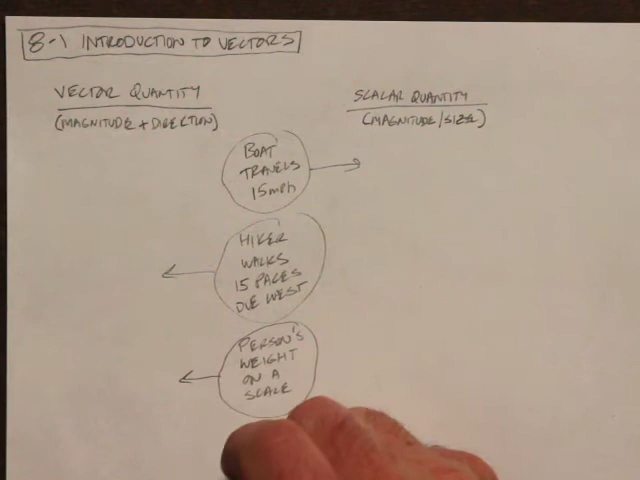 8-1 INTRODUCTION TO VECTORS
VECTOR QUANTITY
(MAGNITUDE + DIRECTION)
SCALAR QUANTITY
(MAGNITUDE/SIZE)
BOAT
TRAVELS
15mph
HIKER
WALKS
15 PACES
DUE WEST
PERSON'S
WEIGHT
ON A
SCALE